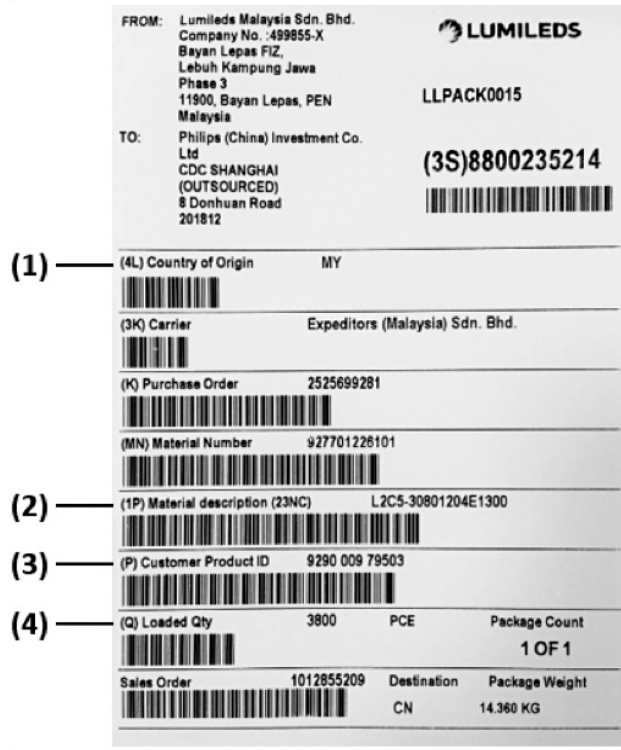 FROM: Lumileds Malaysia Sdn. Bhd.
Company No. :499855-X
Bayan Lepas FIZ,
Lebuh Kampung Jawa
Phase 3
11900, Bayan Lepas, PEN
Malaysia
LUMILEDS
LLPACK0015
TO: Philips (China) Investment Co.
Ltd
CDC SHANGHAI
(OUTSOURCED)
8 Donhuan Road
201812
(3S)8800235214
(1)
(4L) Country of Origin MY
(3K) Carrier Expeditors (Malaysia) Sdn. Bhd.
(K) Purchase Order 2525699281
(MN) Material Number 927701226101
(2)
(1P) Material description (23NC) L2C5-30801204E1300
(3)
(P) Customer Product ID 9290 009 79503
(4)
(Q) Loaded Qty 3800 PCE Package Count
1 OF 1
Sales Order 1012855209 Destination Package Weight
CN 14.360 KG